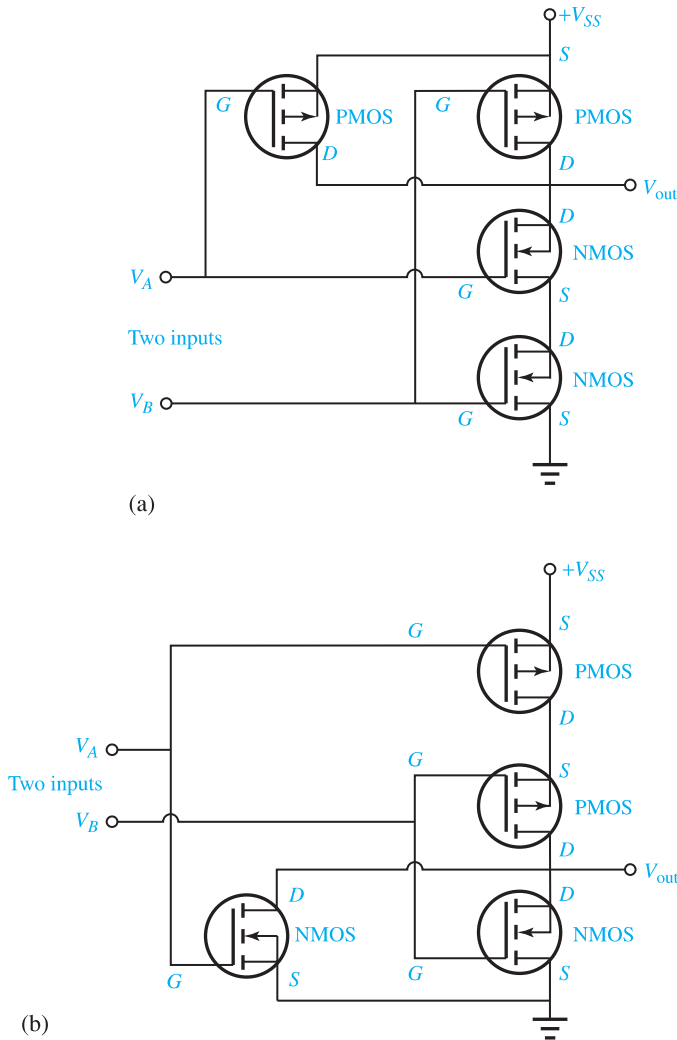 +V_SS
S
G PMOS G PMOS
D
D
V_out
D
NMOS
V_A
G
S
Two inputs
D
NMOS
V_B
G
S
(a)
+V_SS
G
S
PMOS
D
V_A
G
S
Two inputs
PMOS
V_B
D
V_out
D
D
NMOS
NMOS
G
S
G
S
(b)